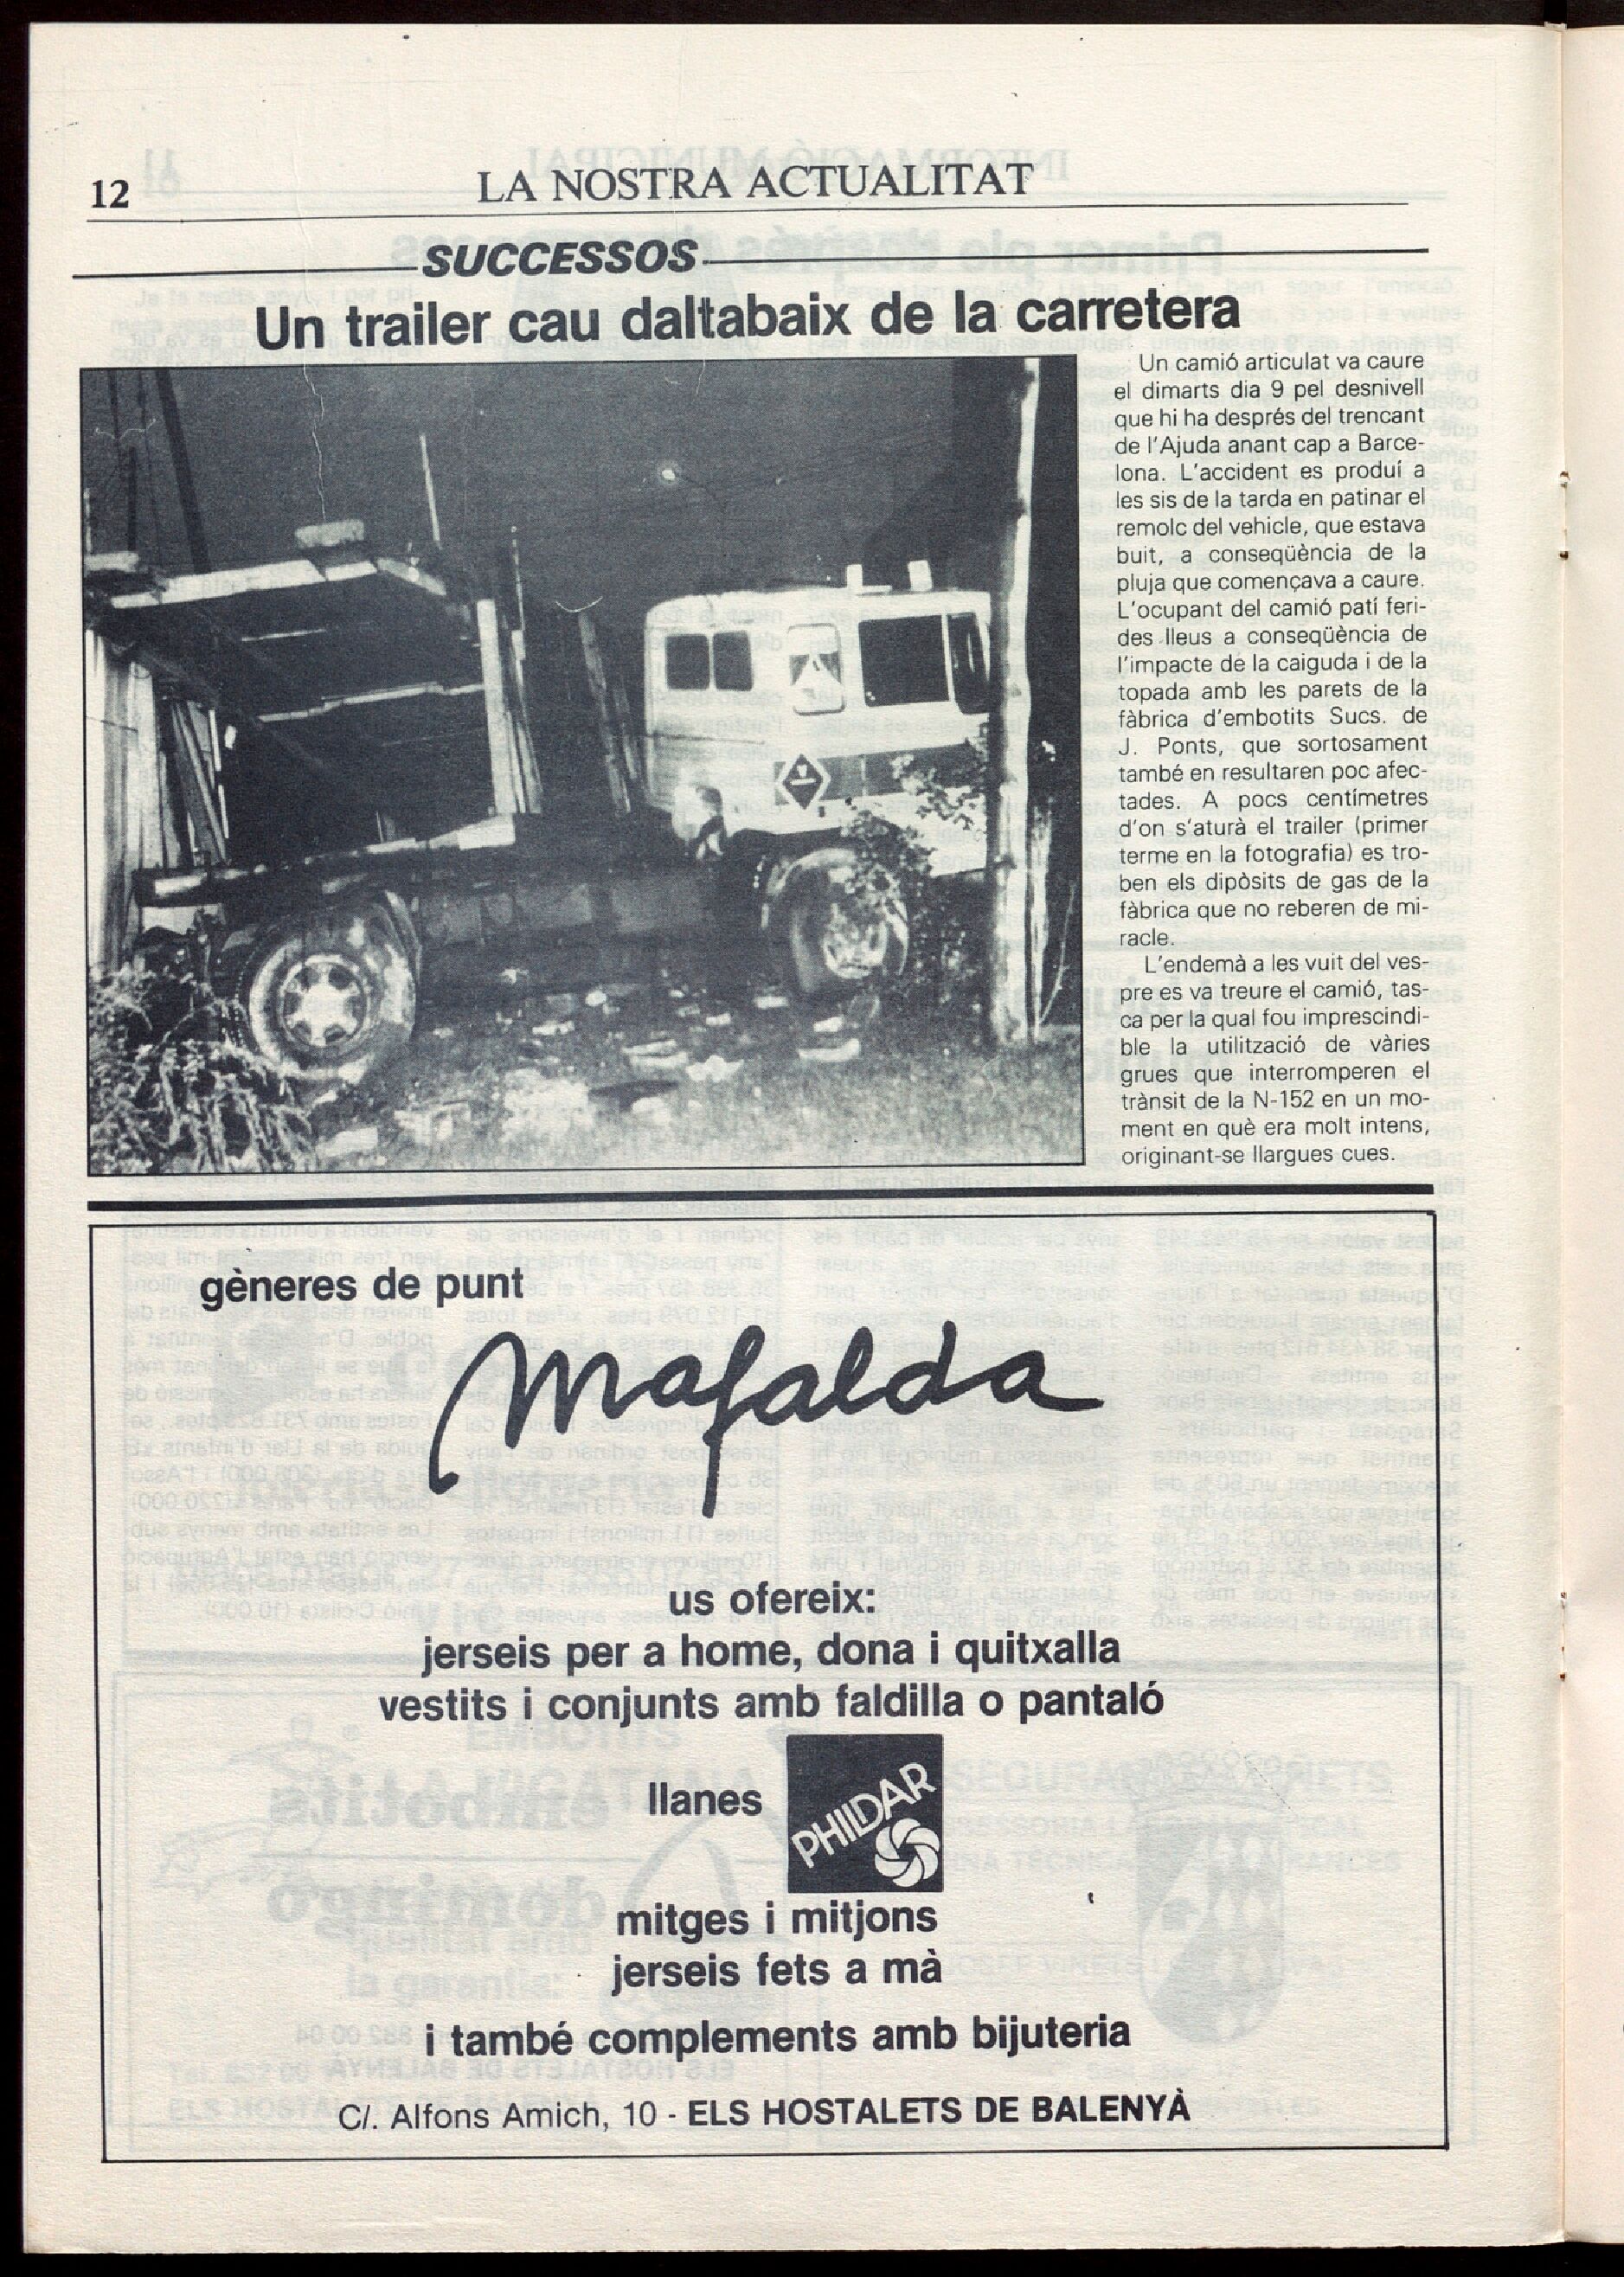 12
LA NOSTRA ACTUALITAT
SUCCESSOS
Un trailer cau daltabaix de la carretera
Un camió articulat va caure
el dimarts dia 9 pel desnivell
que hi ha després del trencant
de l'Ajuda anant cap a Barce-
lona. L'accident es produí a
les sis de la tarda en patinar el
remolc del vehicle, que estava
buit, a conseqüència de la
pluja que començava a caure.
L'ocupant del camió patí feri-
des lleus a conseqüència de
l'impacte de la caiguda i de la
topada amb les parets de la
fàbrica d'embotits Sucs. de
J. Ponts, que sortosament
també en resultaren poc afec-
tades. A pocs centímetres
d'on s'aturà el trailer (primer
terme en la fotografia) es tro-
ben els dipòsits de gas de la
fàbrica que no reberen de mi-
racle.
L'endemà a les vuit del ves-
pre es va treure el camió, tas-
ca per la qual fou imprescindi-
ble la utilització de vàries
grues que interromperen el
trànsit de la N-152 en un mo-
ment en què era molt intens,
originant-se llargues cues.
gèneres de punt
Mafalda
us ofereix:
jerseis per a home, dona i quitxalla
vestits i conjunts amb faldilla o pantaló
llanes
PHILDAR
mitges i mitjons
jerseis fets a mà
i també complements amb bijuteria
C/. Alfons Amich, 10 - ELS HOSTALETS DE BALENYÀ